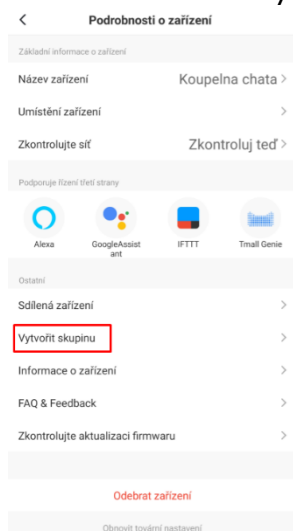 Podrobnosti o zařízení
Základní informace o zařízení
Název zařízení Koupelna chata
Umístění zařízení
Zkontrolujte síť Zkontroluj teď
Podporuje řízení třetí strany
Alexa GoogleAssist IFTTT Tmall Genie
ant
Ostatní
Sdílená zařízení
Vytvořit skupinu
Informace o zařízení
FAQ & Feedback
Zkontrolujte aktualizaci firmwaru
Odebrat zařízení
Obnovit tovární nastavení